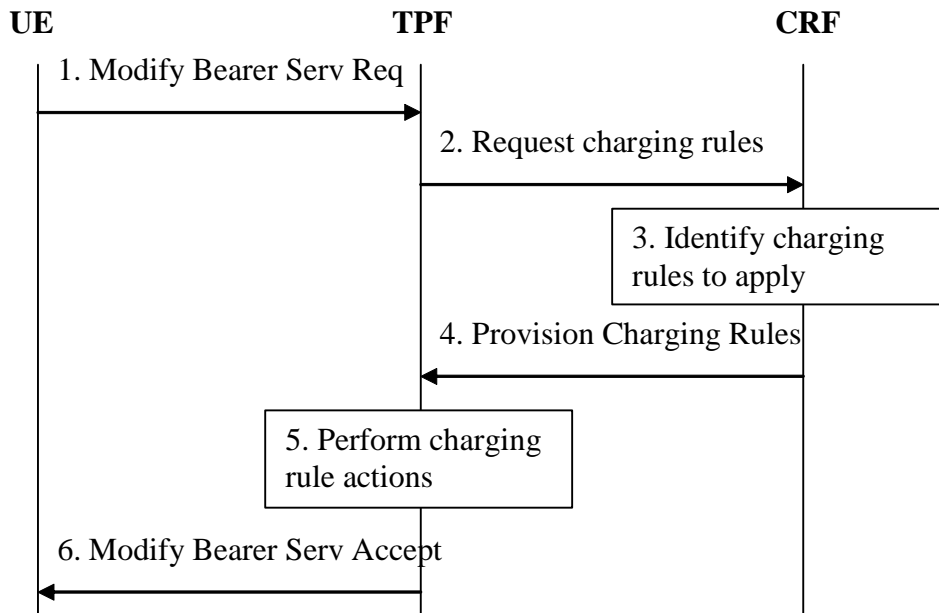 UE TPF CRF
1. Modify Bearer Serv Req
2. Request charging rules
3. Identify charging
rules to apply
4. Provision Charging Rules
5. Perform charging
rule actions
6. Modify Bearer Serv Accept